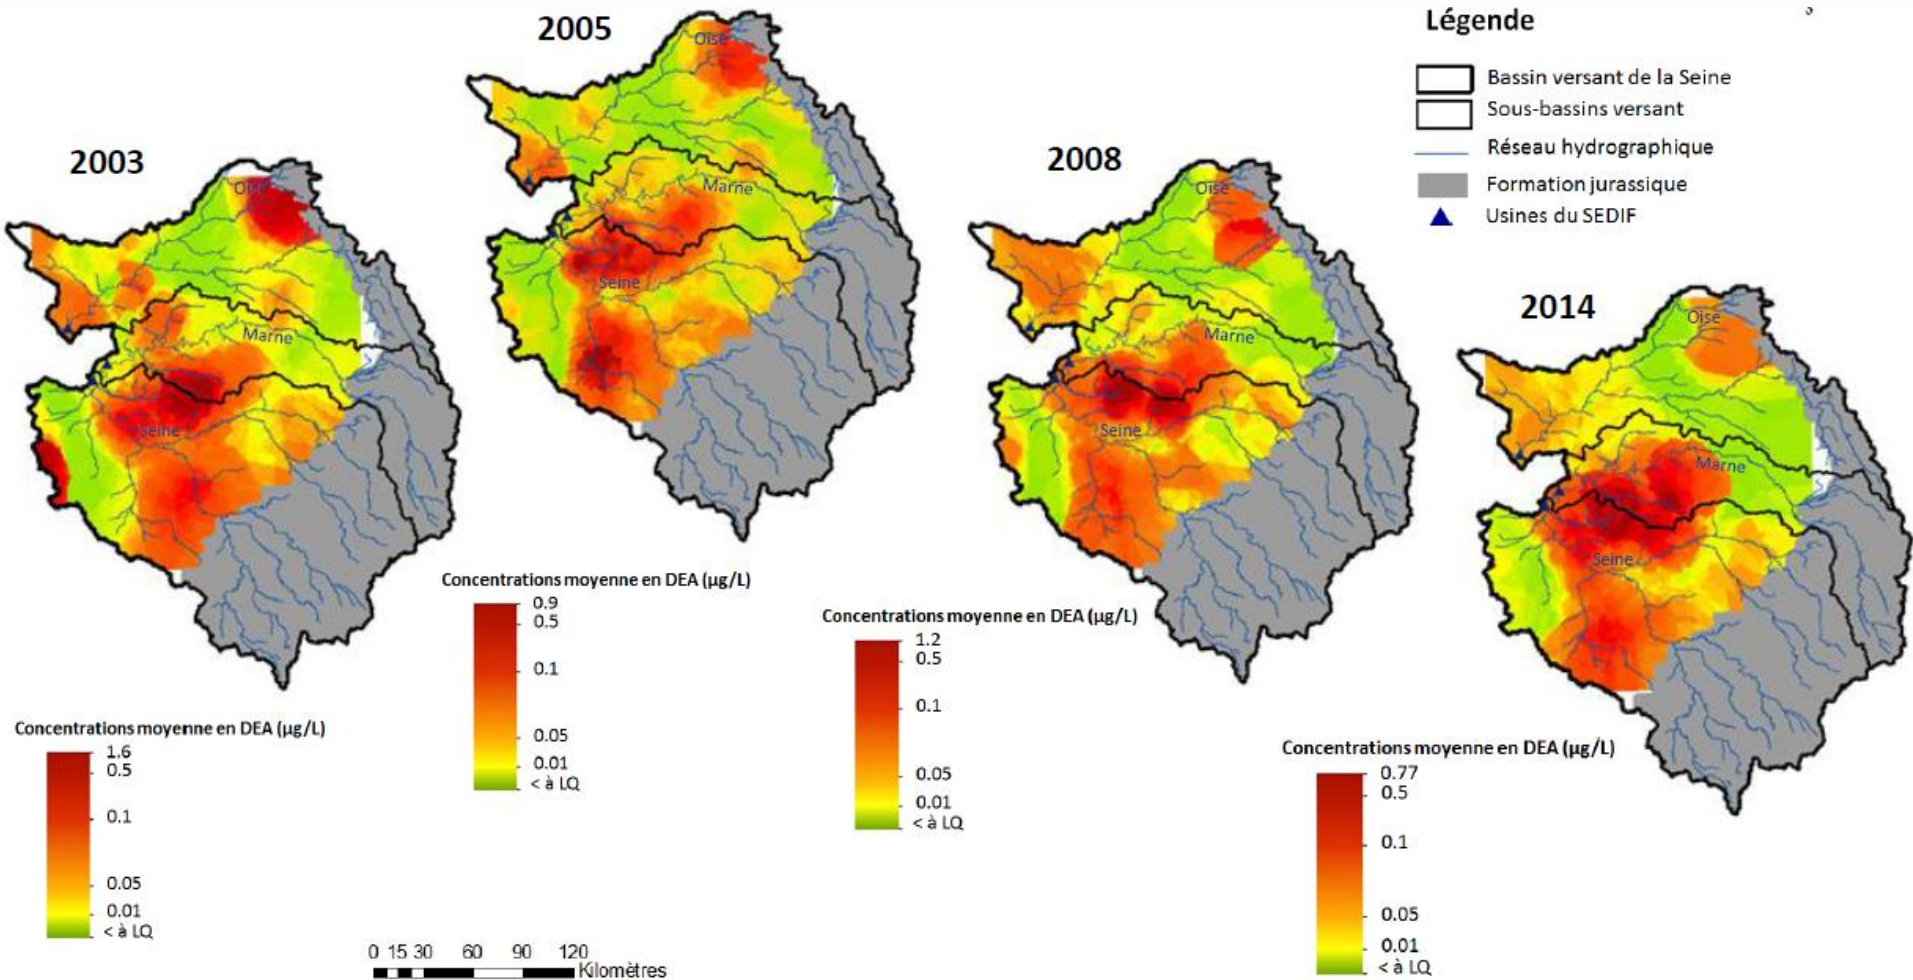 Légende
Bassin versant de la Seine
Sous-bassins versant
Réseau hydrographique
Formation jurassique
Usines du SEDIF
2003
Oise
Marne
Seine
Concentrations moyenne en DEA (µg/L)
1.6
0.5
0.1
0.05
0.01
< à LQ
2005
Oise
Marne
Seine
Concentrations moyenne en DEA (µg/L)
0.9
0.5
0.1
0.05
0.01
< à LQ
2008
Oise
Marne
Seine
Concentrations moyenne en DEA (µg/L)
1.2
0.5
0.1
0.05
0.01
< à LQ
2014
Oise
Marne
Seine
Concentrations moyenne en DEA (µg/L)
0.77
0.5
0.1
0.05
0.01
< à LQ
0 15 30 60 90 120
Kilomètres